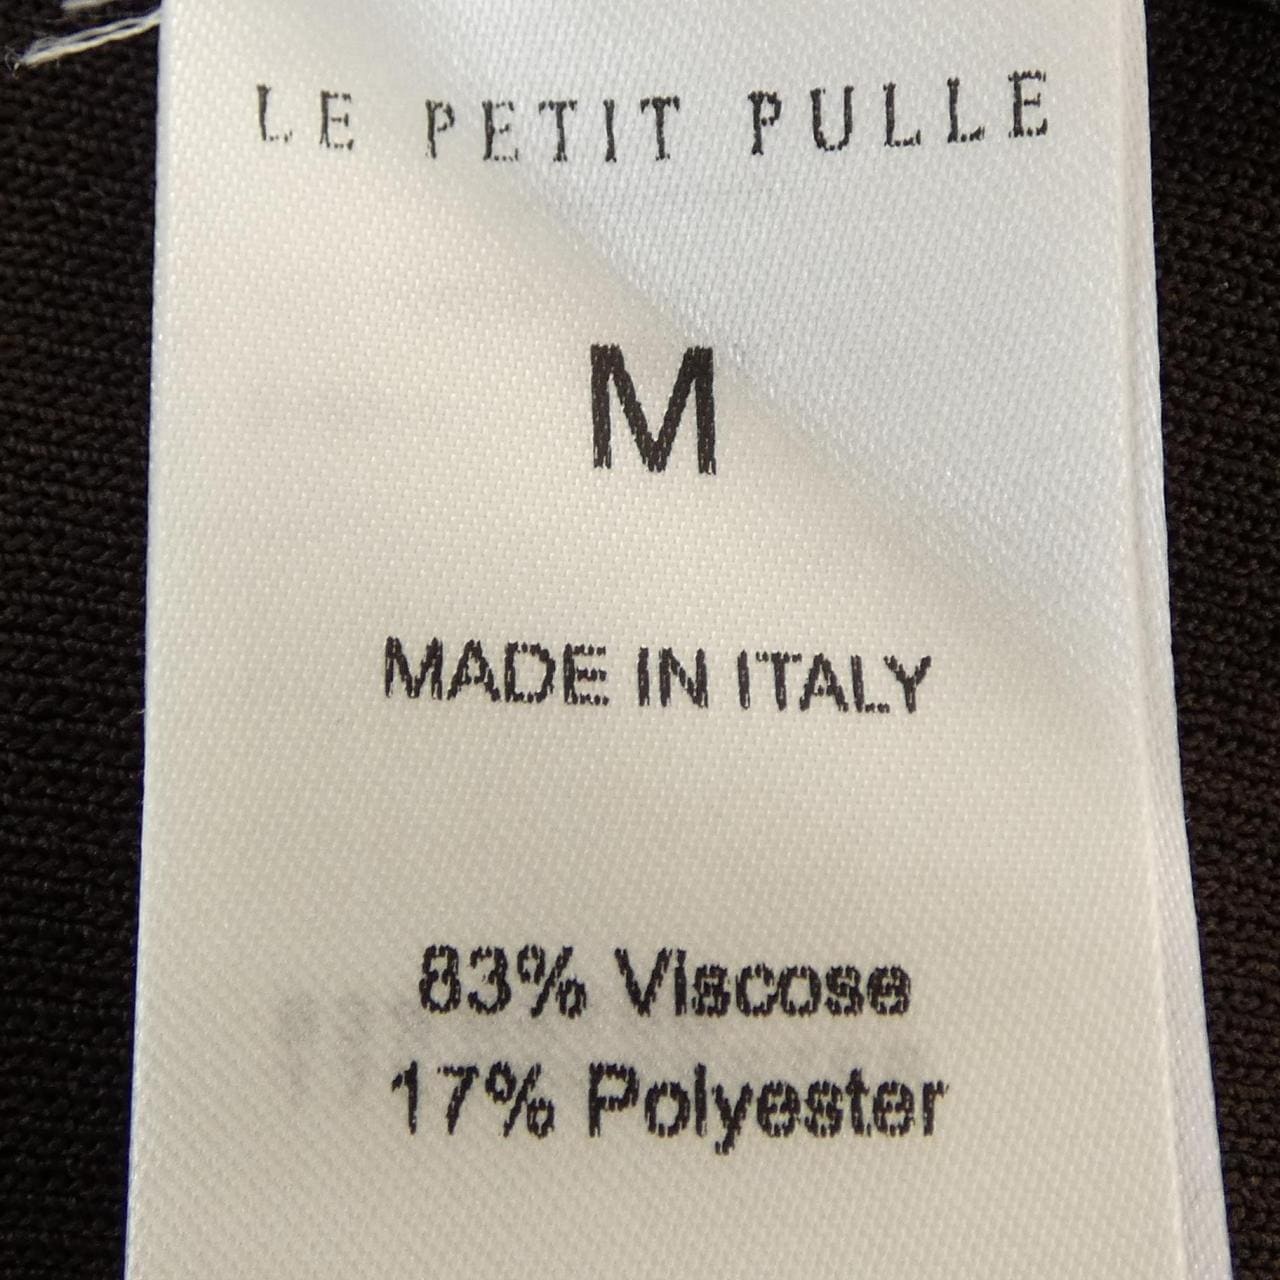 LE PETIT PULLE
M
MADE IN ITALY
83% Viscose
17% Polyester